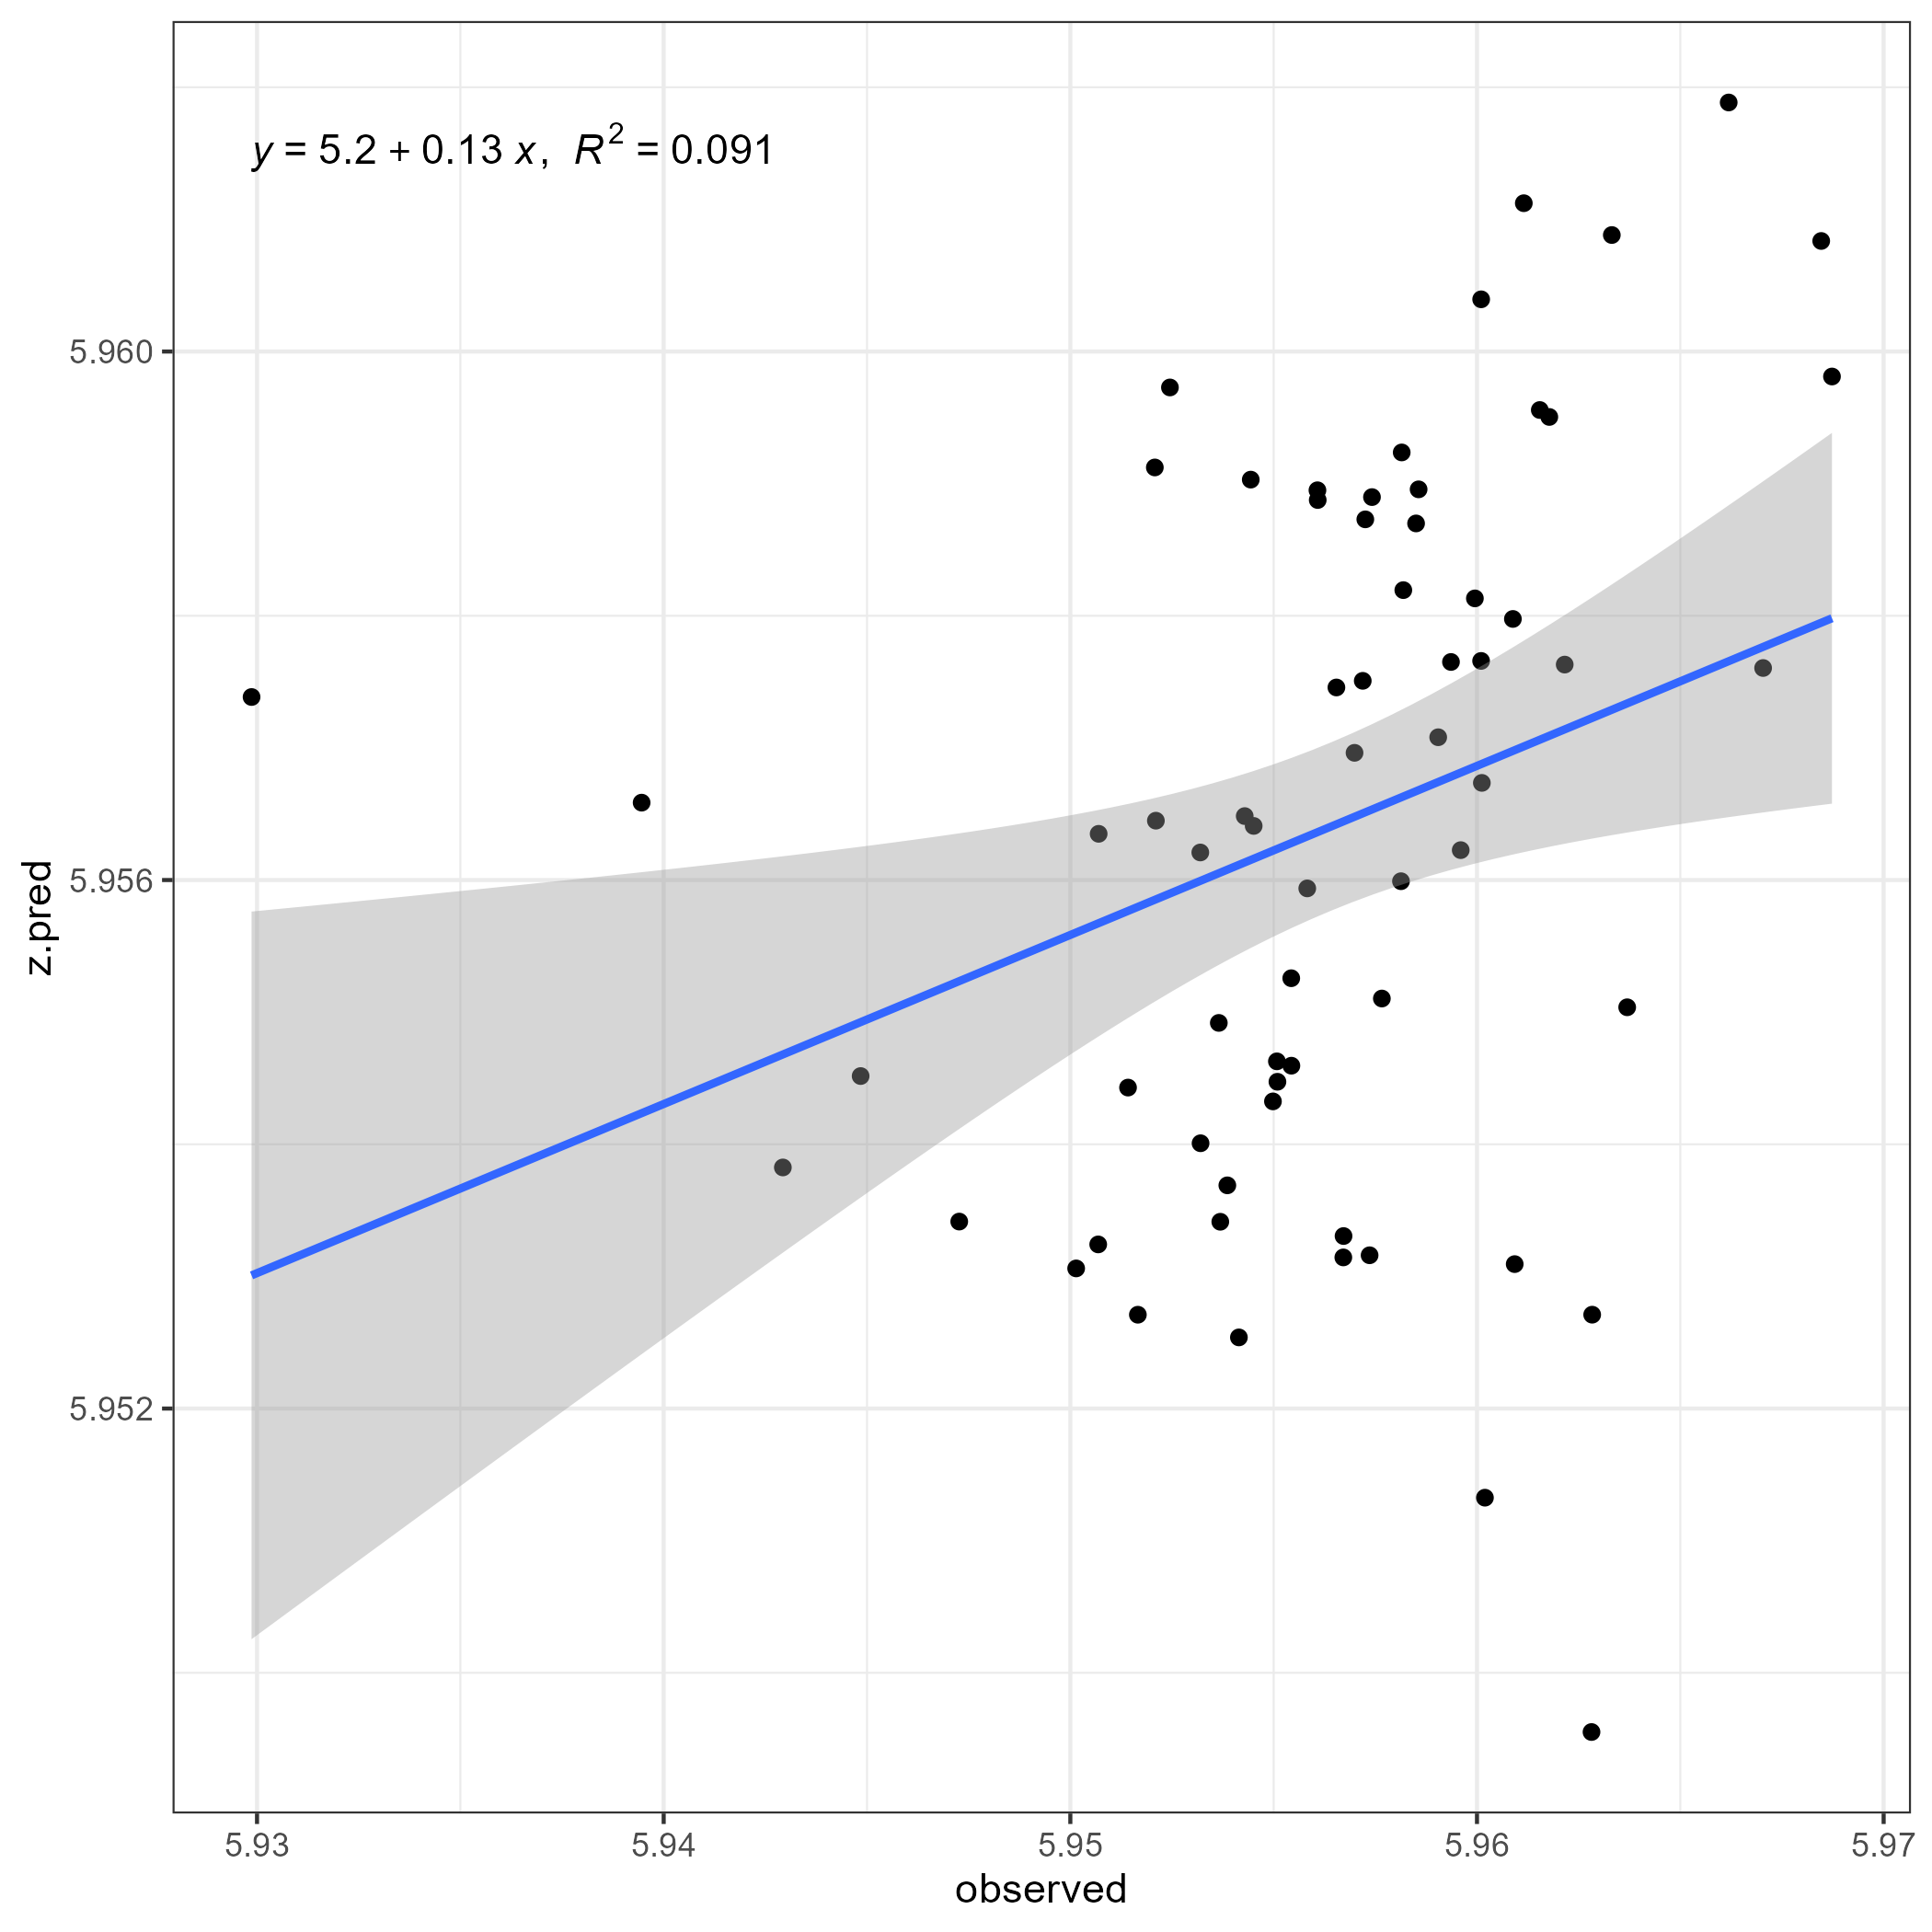 y = 5.2 + 0.13 x, R² = 0.091
5.960
5.956
5.952
z.pred
5.93 5.94 5.95 5.96 5.97
observed